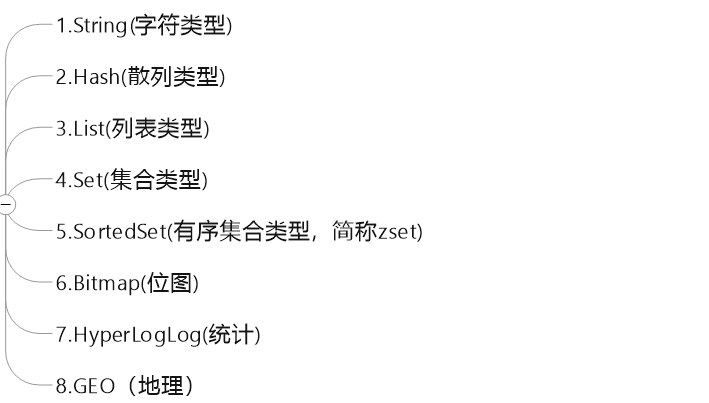 1.String(字符类型)
2.Hash(散列类型)
3.List(列表类型)
4.Set(集合类型)
5.SortedSet(有序集合类型，简称zset)
6.Bitmap(位图)
7.HyperLogLog(统计)
8.GEO（地理）